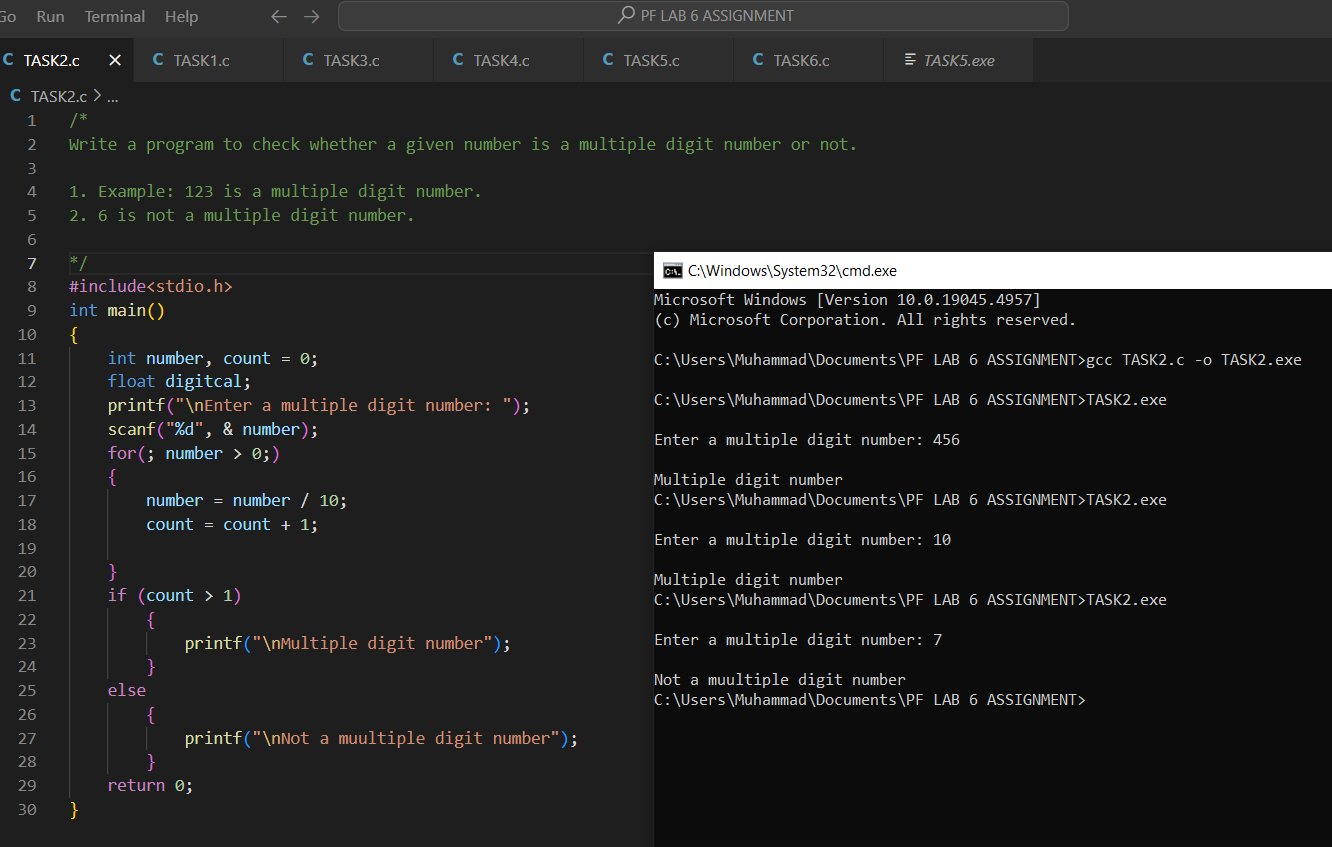 Go Run Terminal Help ← → PF LAB 6 ASSIGNMENT
C TASK2.c × C TASK1.c C TASK3.c C TASK4.c C TASK5.c C TASK6.c TASK5.exe
C TASK2.c > ...
1 /*
2 Write a program to check whether a given number is a multiple digit number or not.
3
4 1. Example: 123 is a multiple digit number.
5 2. 6 is not a multiple digit number.
6
7 */
8 #include<stdio.h>
9 int main()
10 {
11     int number, count = 0;
12     float digitcal;
13     printf("\nEnter a multiple digit number: ");
14     scanf("%d", & number);
15     for(; number > 0;)
16     {
17         number = number / 10;
18         count = count + 1;
19
20     }
21     if (count > 1)
22         {
23             printf("\nMultiple digit number");
24         }
25     else
26         {
27             printf("\nNot a muultiple digit number");
28         }
29     return 0;
30 }
C:\Windows\System32\cmd.exe
Microsoft Windows [Version 10.0.19045.4957]
(c) Microsoft Corporation. All rights reserved.
C:\Users\Muhammad\Documents\PF LAB 6 ASSIGNMENT>gcc TASK2.c -o TASK2.exe
C:\Users\Muhammad\Documents\PF LAB 6 ASSIGNMENT>TASK2.exe
Enter a multiple digit number: 456
Multiple digit number
C:\Users\Muhammad\Documents\PF LAB 6 ASSIGNMENT>TASK2.exe
Enter a multiple digit number: 10
Multiple digit number
C:\Users\Muhammad\Documents\PF LAB 6 ASSIGNMENT>TASK2.exe
Enter a multiple digit number: 7
Not a muultiple digit number
C:\Users\Muhammad\Documents\PF LAB 6 ASSIGNMENT>